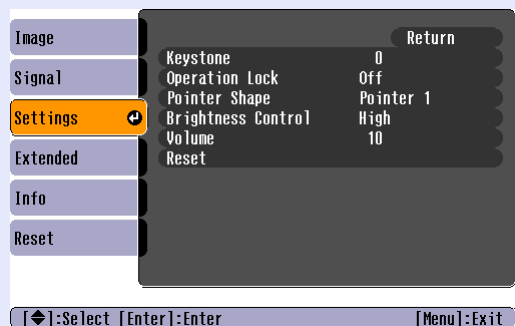 Image
Signal
Settings
Extended
Info
Reset
Return
Keystone 0
Operation Lock Off
Pointer Shape Pointer 1
Brightness Control High
Volume 10
Reset
[◆]:Select [Enter]:Enter [Menu]:Exit